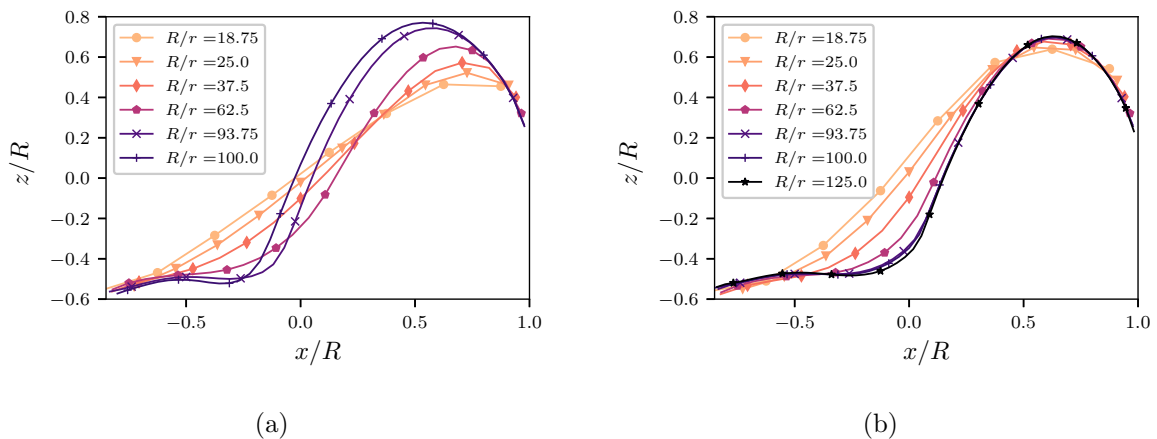 0.8
0.6
0.4
0.2
0.0
−0.2
−0.4
−0.6
z/R
R/r =18.75
R/r =25.0
R/r =37.5
R/r =62.5
R/r =93.75
R/r =100.0
−0.5
0.0
0.5
1.0
x/R
(a)
0.8
0.6
0.4
0.2
0.0
−0.2
−0.4
−0.6
z/R
R/r =18.75
R/r =25.0
R/r =37.5
R/r =62.5
R/r =93.75
R/r =100.0
R/r =125.0
−0.5
0.0
0.5
1.0
x/R
(b)